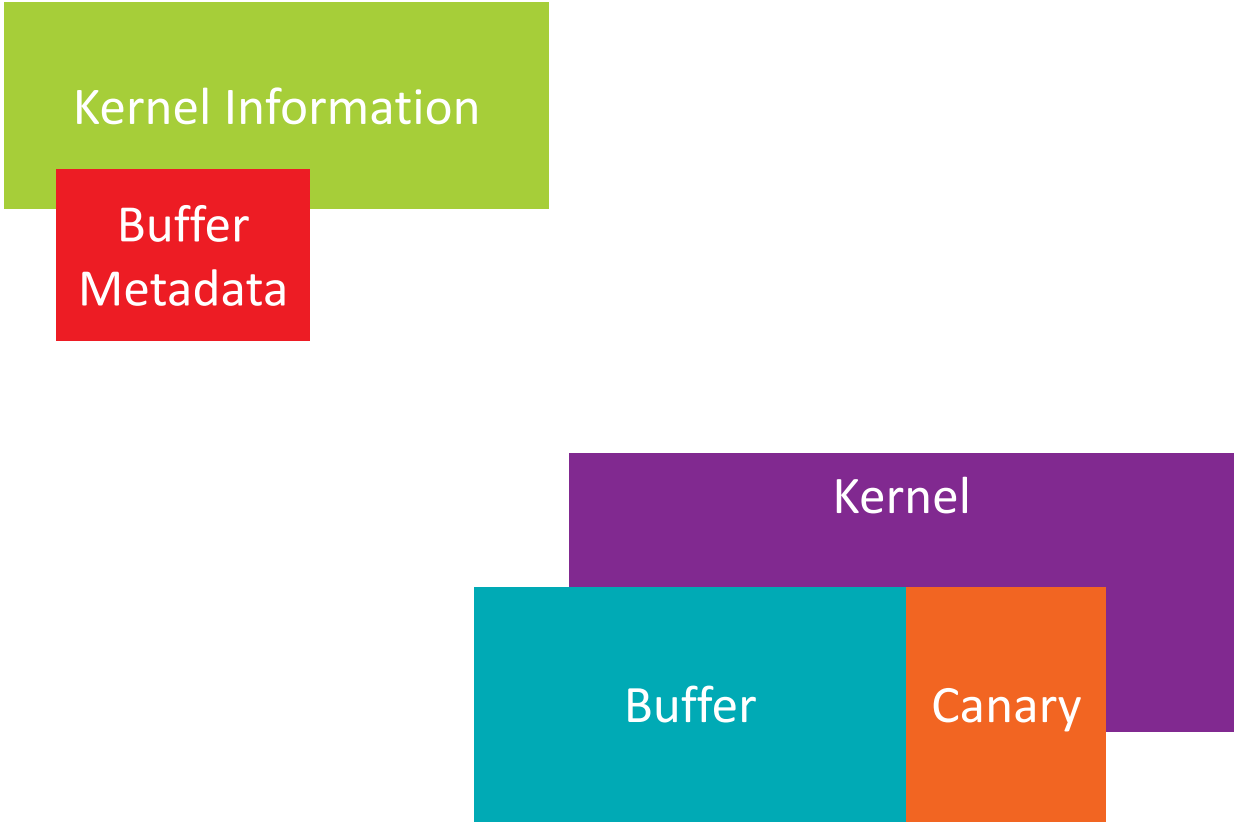 Kernel Information
Buffer
Metadata
Kernel
Buffer
Canary